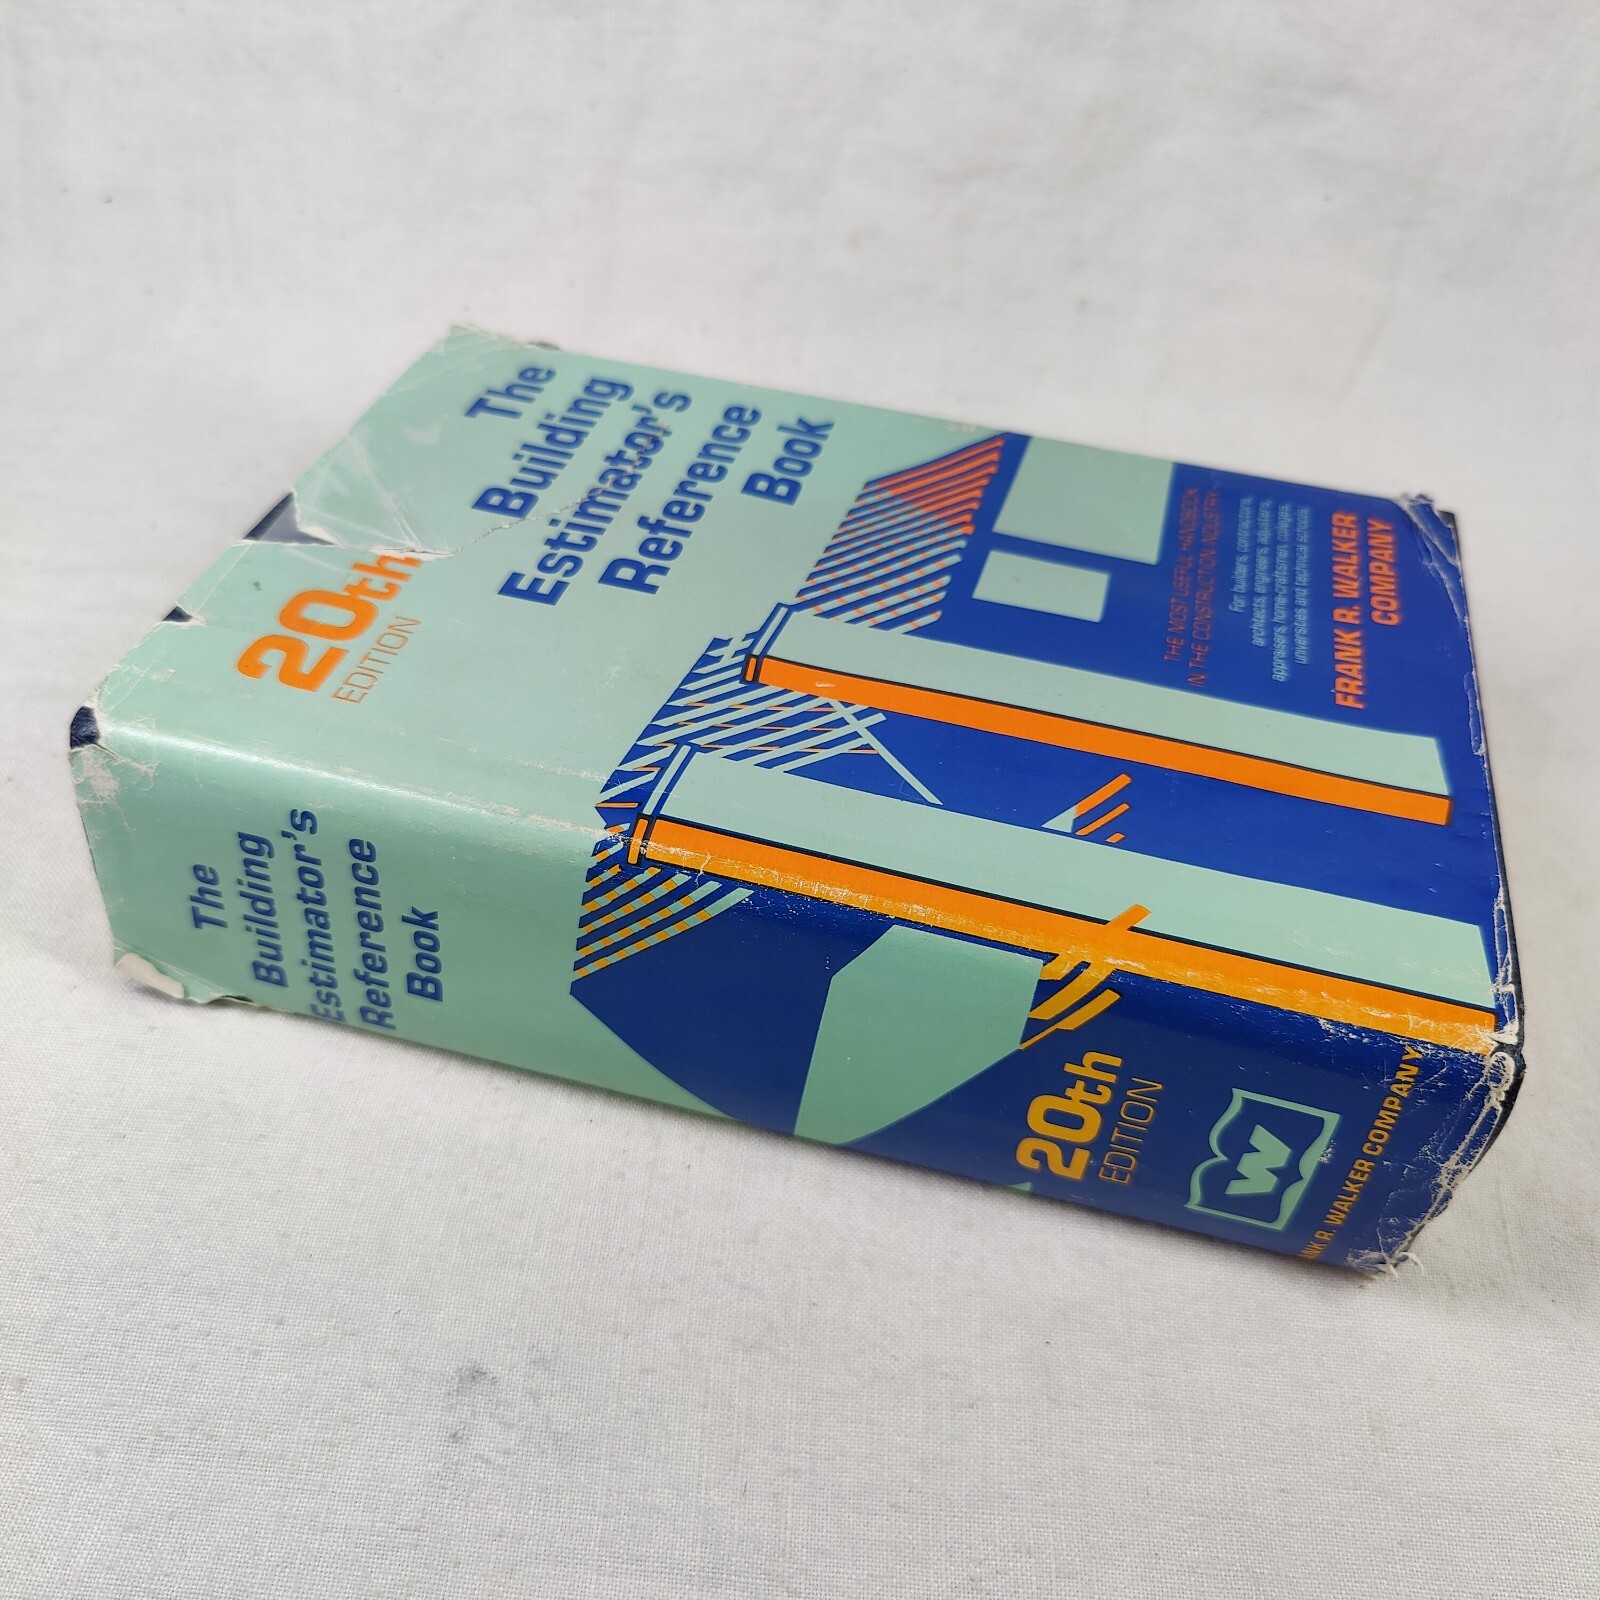 The
Building
Estimator's
Reference
Book
20th
EDITION
THE MOST USEFUL HANDBOOK
IN THE CONSTRUCTION INDUSTRY
For builders, contractors,
architects, engineers, adjusters,
appraisers, home-craftsmen, colleges,
universities and technical schools.
FRANK R. WALKER
COMPANY
The
Building
Estimator's
Reference
Book
20th
EDITION
W
R. WALKER COMPANY